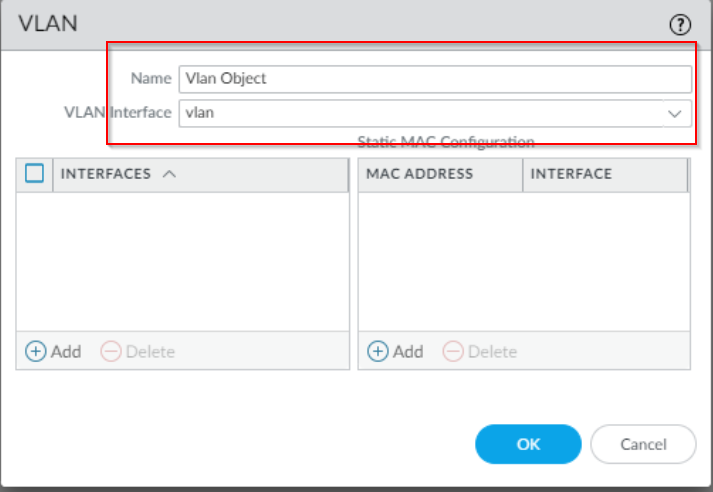 VLAN ?
Name Vlan Object
VLAN Interface vlan
Static MAC Configuration
INTERFACES MAC ADDRESS INTERFACE
Add Delete Add Delete
OK Cancel